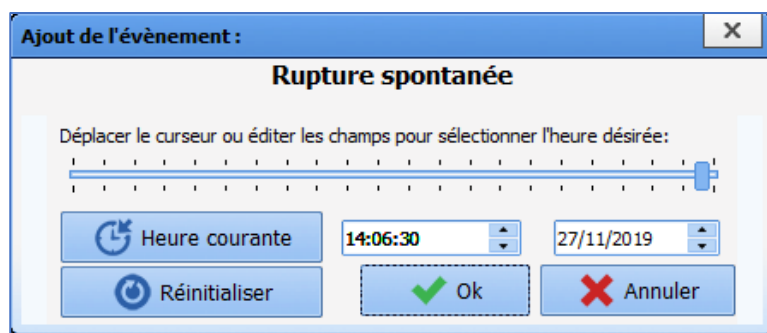 Ajout de l'évènement :
Rupture spontanée
Déplacer le curseur ou éditer les champs pour sélectionner l'heure désirée:
Heure courante 14:06:30 27/11/2019
Réinitialiser Ok Annuler